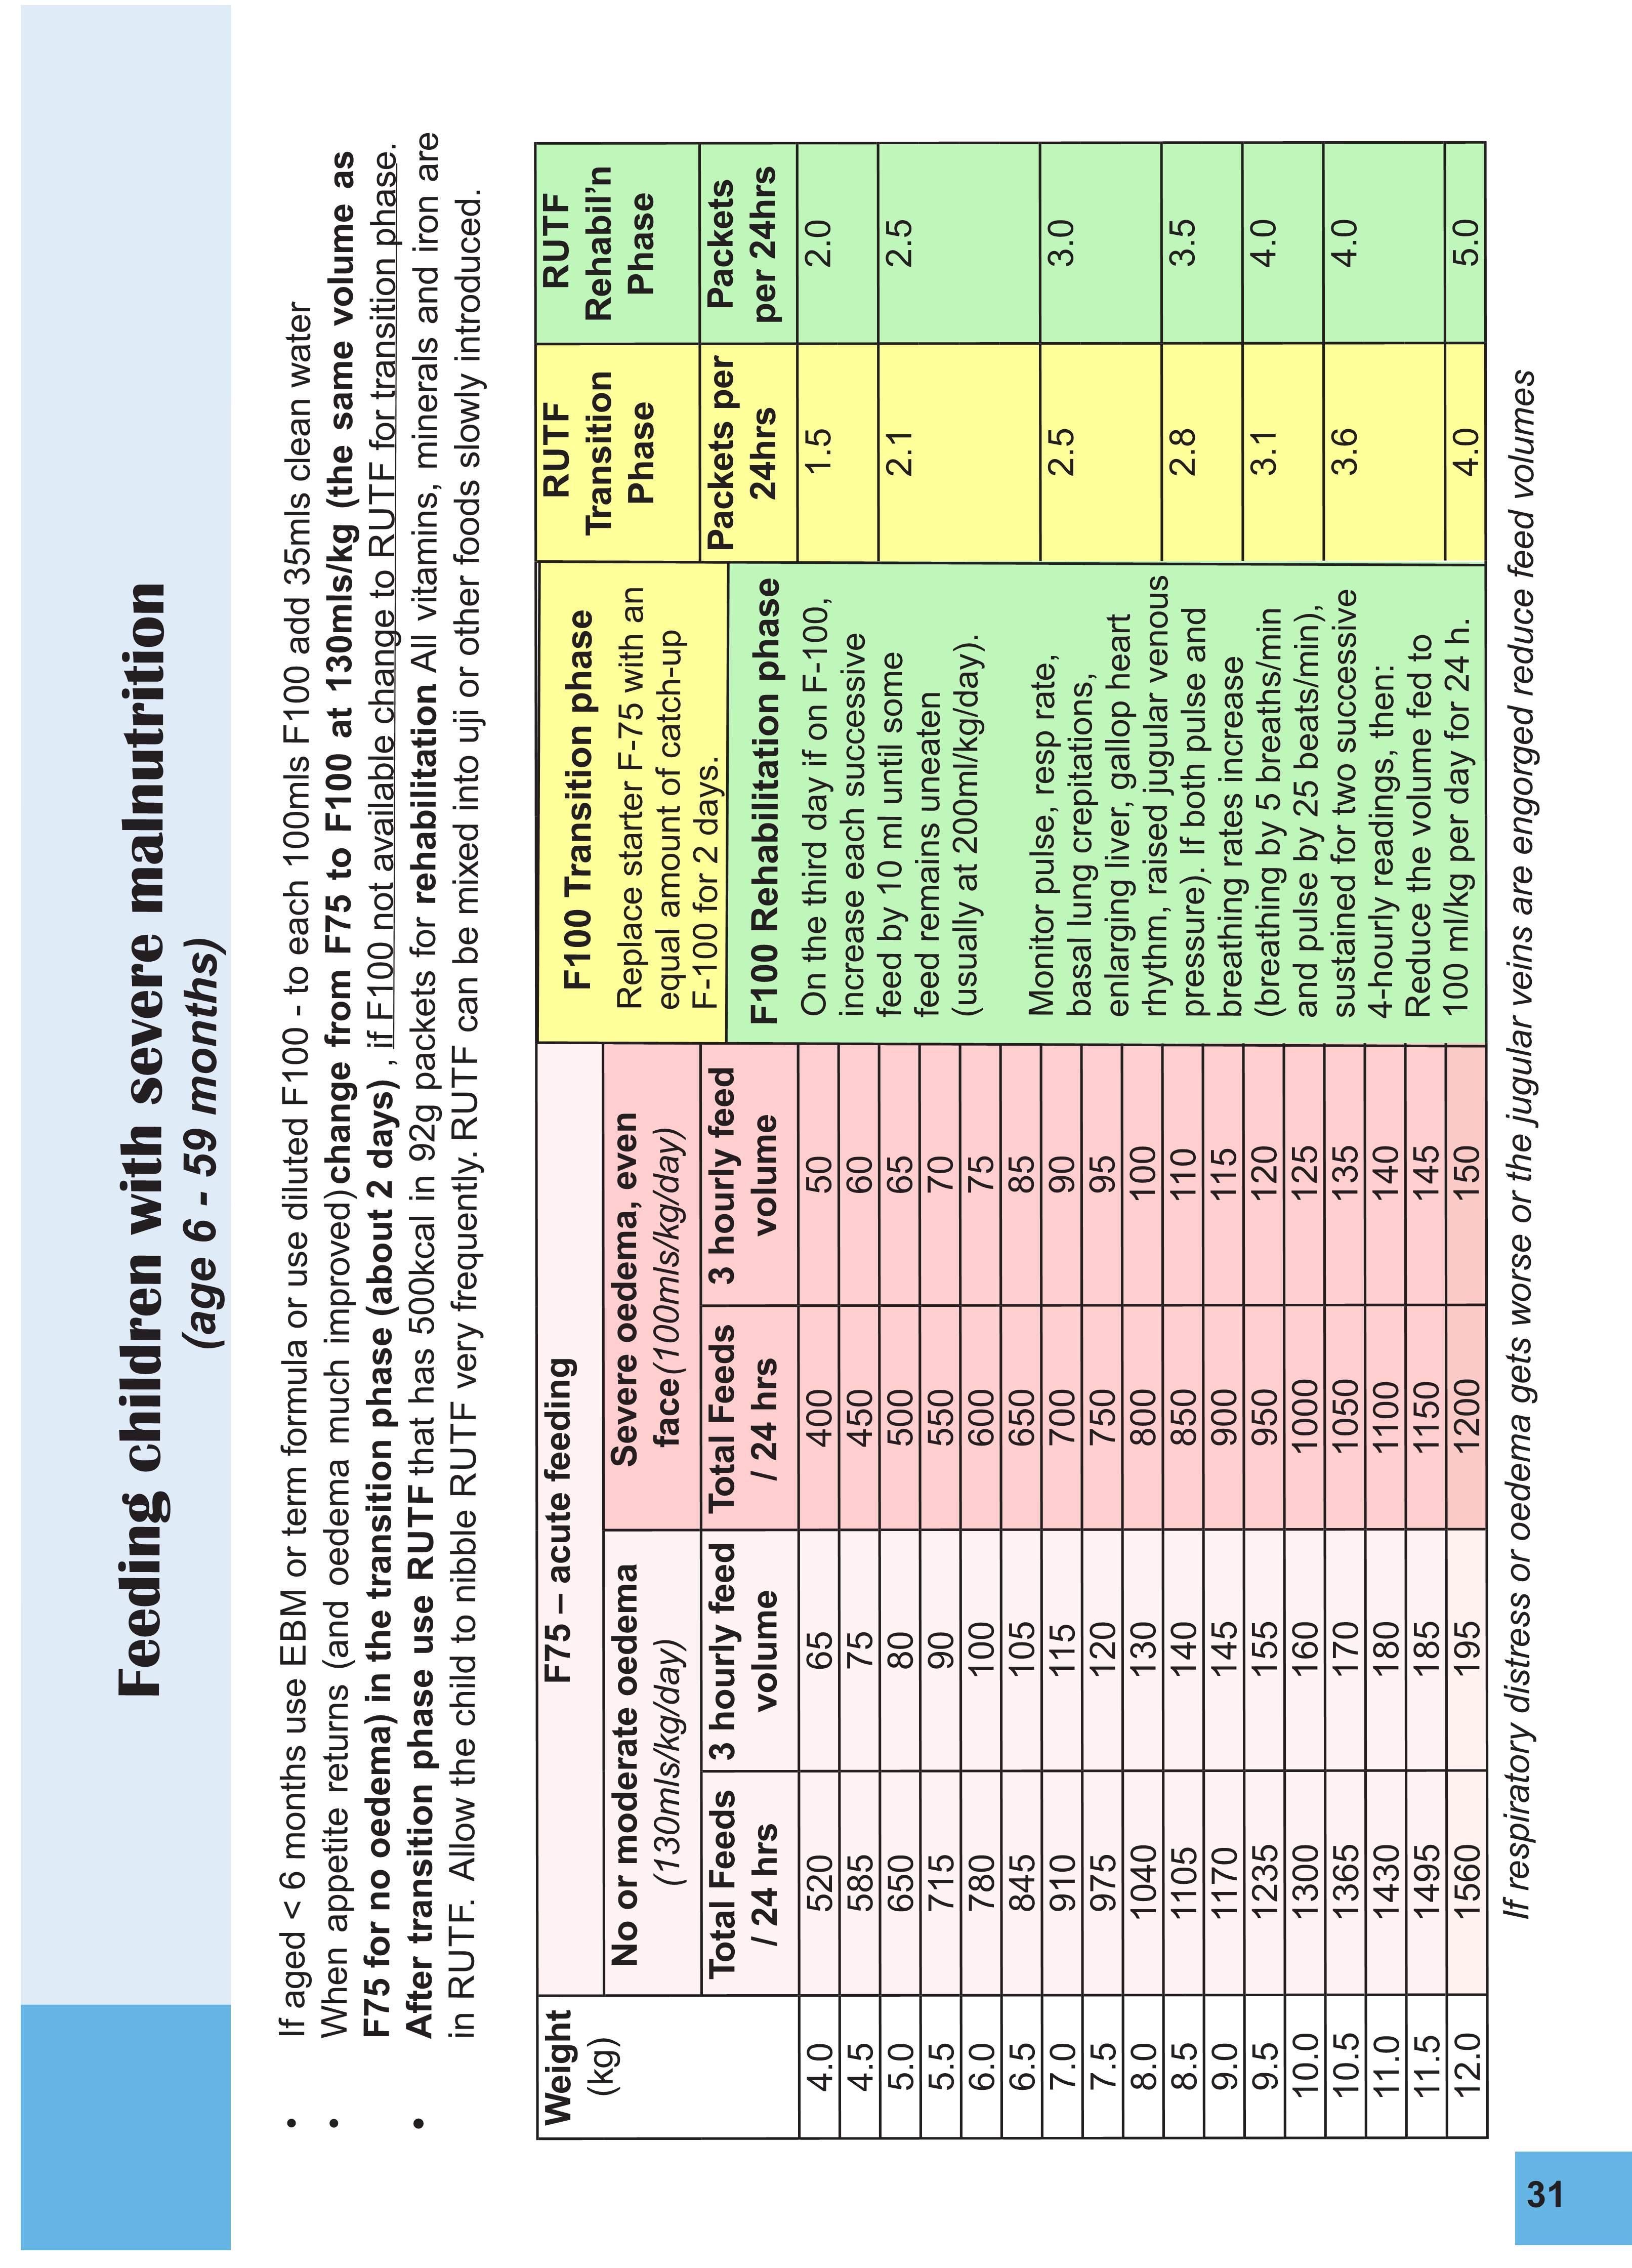 Feeding children with severe malnutrition
(age 6 - 59 months)
• If aged < 6 months use EBM or term formula or use diluted F100 - to each 100mls F100 add 35mls clean water
• When appetite returns (and oedema much improved) change from F75 to F100 at 130mls/kg (the same volume as
F75 for no oedema) in the transition phase (about 2 days) , if F100 not available change to RUTF for transition phase.
• After transition phase use RUTF that has 500kcal in 92g packets for rehabilitation All vitamins, minerals and iron are
in RUTF. Allow the child to nibble RUTF very frequently. RUTF can be mixed into uji or other foods slowly introduced.
Weight
(kg)
F75 – acute feeding
No or moderate oedema
(130mls/kg/day)
Severe oedema, even
face (100mls/kg/day)
Total Feeds
/ 24 hrs
3 hourly feed
volume
Total Feeds
/ 24 hrs
3 hourly feed
volume
4.0 520 65 400 50
4.5 585 75 450 60
5.0 650 80 500 65
5.5 715 90 550 70
6.0 780 100 600 75
6.5 845 105 650 85
7.0 910 115 700 90
7.5 975 120 750 95
8.0 1040 130 800 100
8.5 1105 140 850 110
9.0 1170 145 900 115
9.5 1235 155 950 120
10.0 1300 160 1000 125
10.5 1365 170 1050 135
11.0 1430 180 1100 140
11.5 1495 185 1150 145
12.0 1560 195 1200 150
F100 Transition phase
Replace starter F-75 with an
equal amount of catch-up
F-100 for 2 days.
F100 Rehabilitation phase
On the third day if on F-100,
increase each successive
feed by 10 ml until some
feed remains uneaten
(usually at 200ml/kg/day).
Monitor pulse, resp rate,
basal lung crepitations,
enlarging liver, gallop heart
rhythm, raised jugular venous
pressure). If both pulse and
breathing rates increase
(breathing by 5 breaths/min
and pulse by 25 beats/min),
sustained for two successive
4-hourly readings, then:
Reduce the volume fed to
100 ml/kg per day for 24 h.
RUTF
Transition
Phase
RUTF
Rehabil’n
Phase
Packets per
24hrs
Packets
per 24hrs
1.5 2.0
2.1 2.5
2.5 3.0
2.8 3.5
3.1 4.0
3.6 4.0
4.0 5.0
If respiratory distress or oedema gets worse or the jugular veins are engorged reduce feed volumes
31